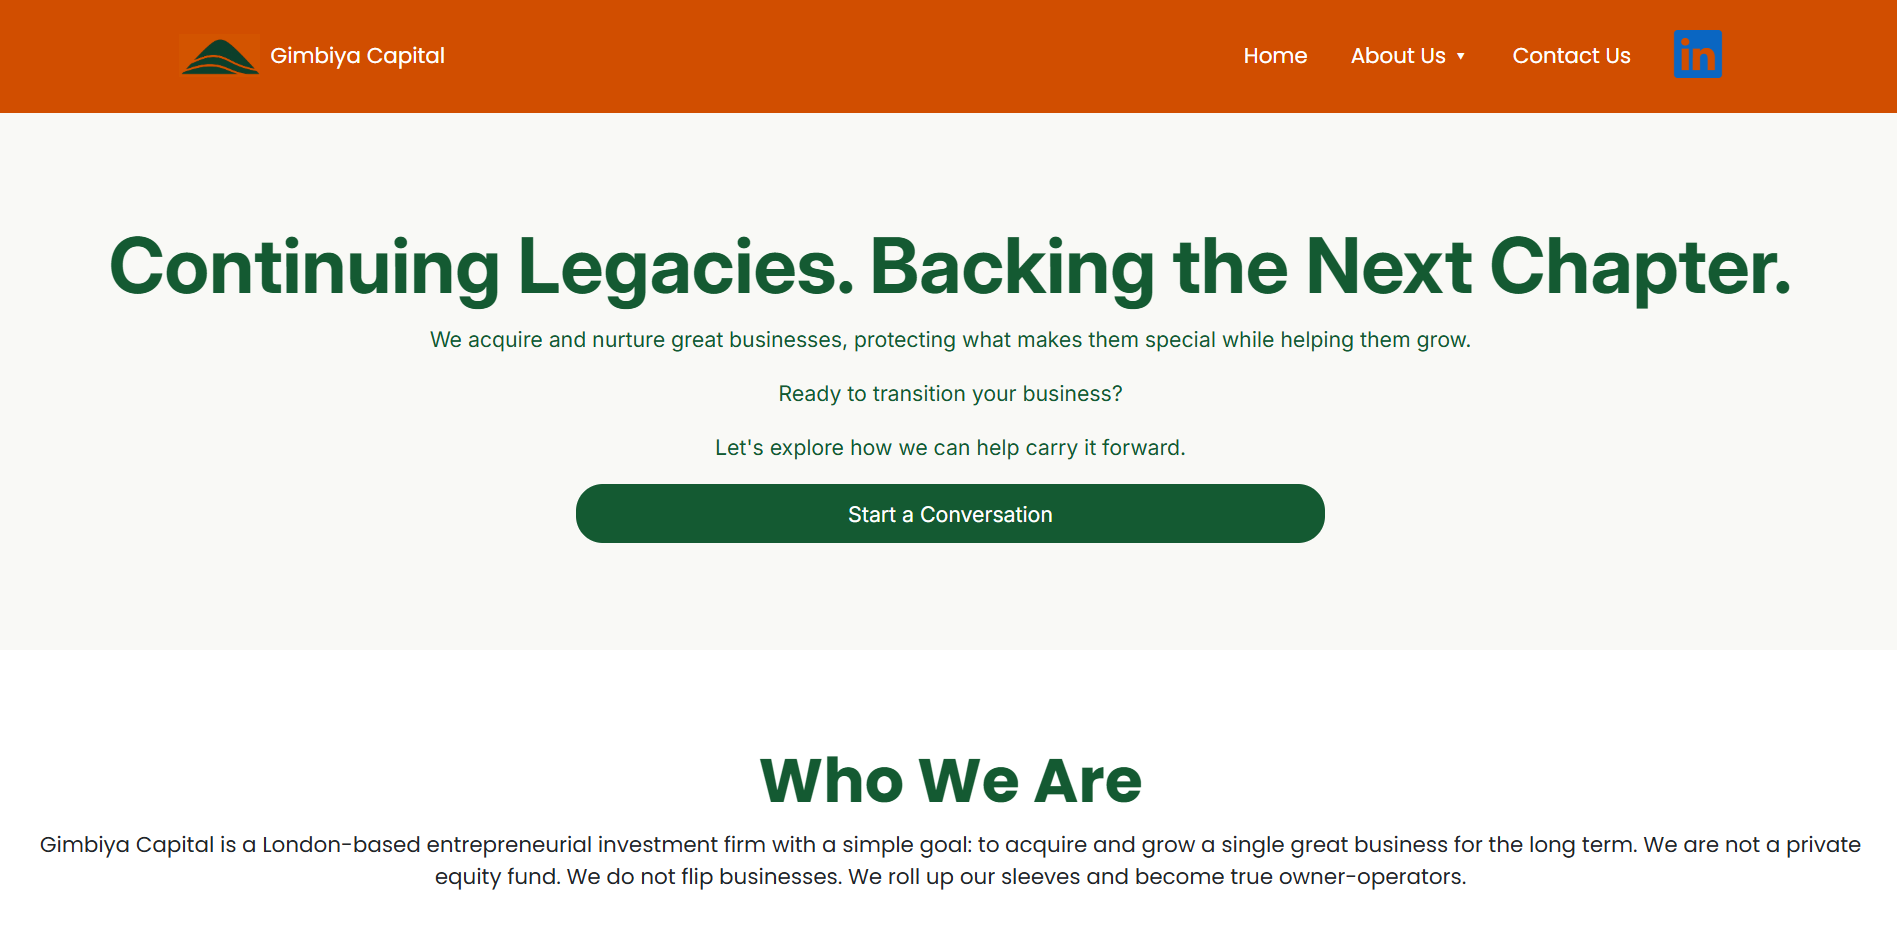 Gimbiya Capital
Home
About Us ▾
Contact Us
in
Continuing Legacies. Backing the Next Chapter.
We acquire and nurture great businesses, protecting what makes them special while helping them grow.
Ready to transition your business?
Let's explore how we can help carry it forward.
Start a Conversation
Who We Are
Gimbiya Capital is a London-based entrepreneurial investment firm with a simple goal: to acquire and grow a single great business for the long term. We are not a private
equity fund. We do not flip businesses. We roll up our sleeves and become true owner-operators.